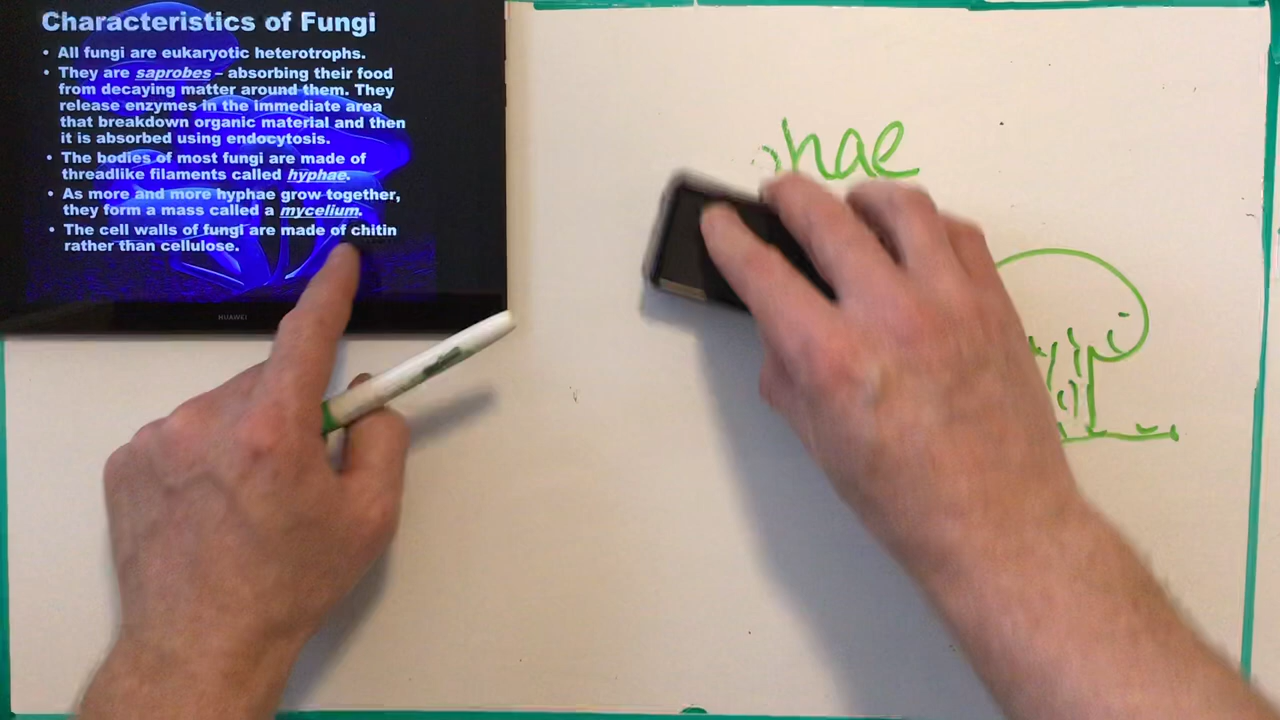 Characteristics of Fungi
• All fungi are eukaryotic heterotrophs.
• They are saprobes – absorbing their food
from decaying matter around them. They
release enzymes in the immediate area
that breakdown organic material and then
it is absorbed using endocytosis.
• The bodies of most fungi are made of
threadlike filaments called hyphae.
• As more and more hyphae grow together,
they form a mass called a mycelium.
• The cell walls of fungi are made of chitin
rather than cellulose.
HUAWEI
hae